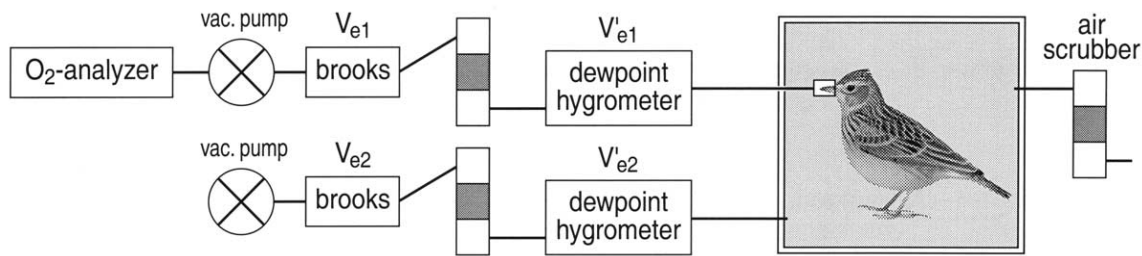 vac. pump
V_e1
V'_e1
air
scrubber
O₂-analyzer
brooks
dewpoint
hygrometer
vac. pump
V_e2
V'_e2
brooks
dewpoint
hygrometer